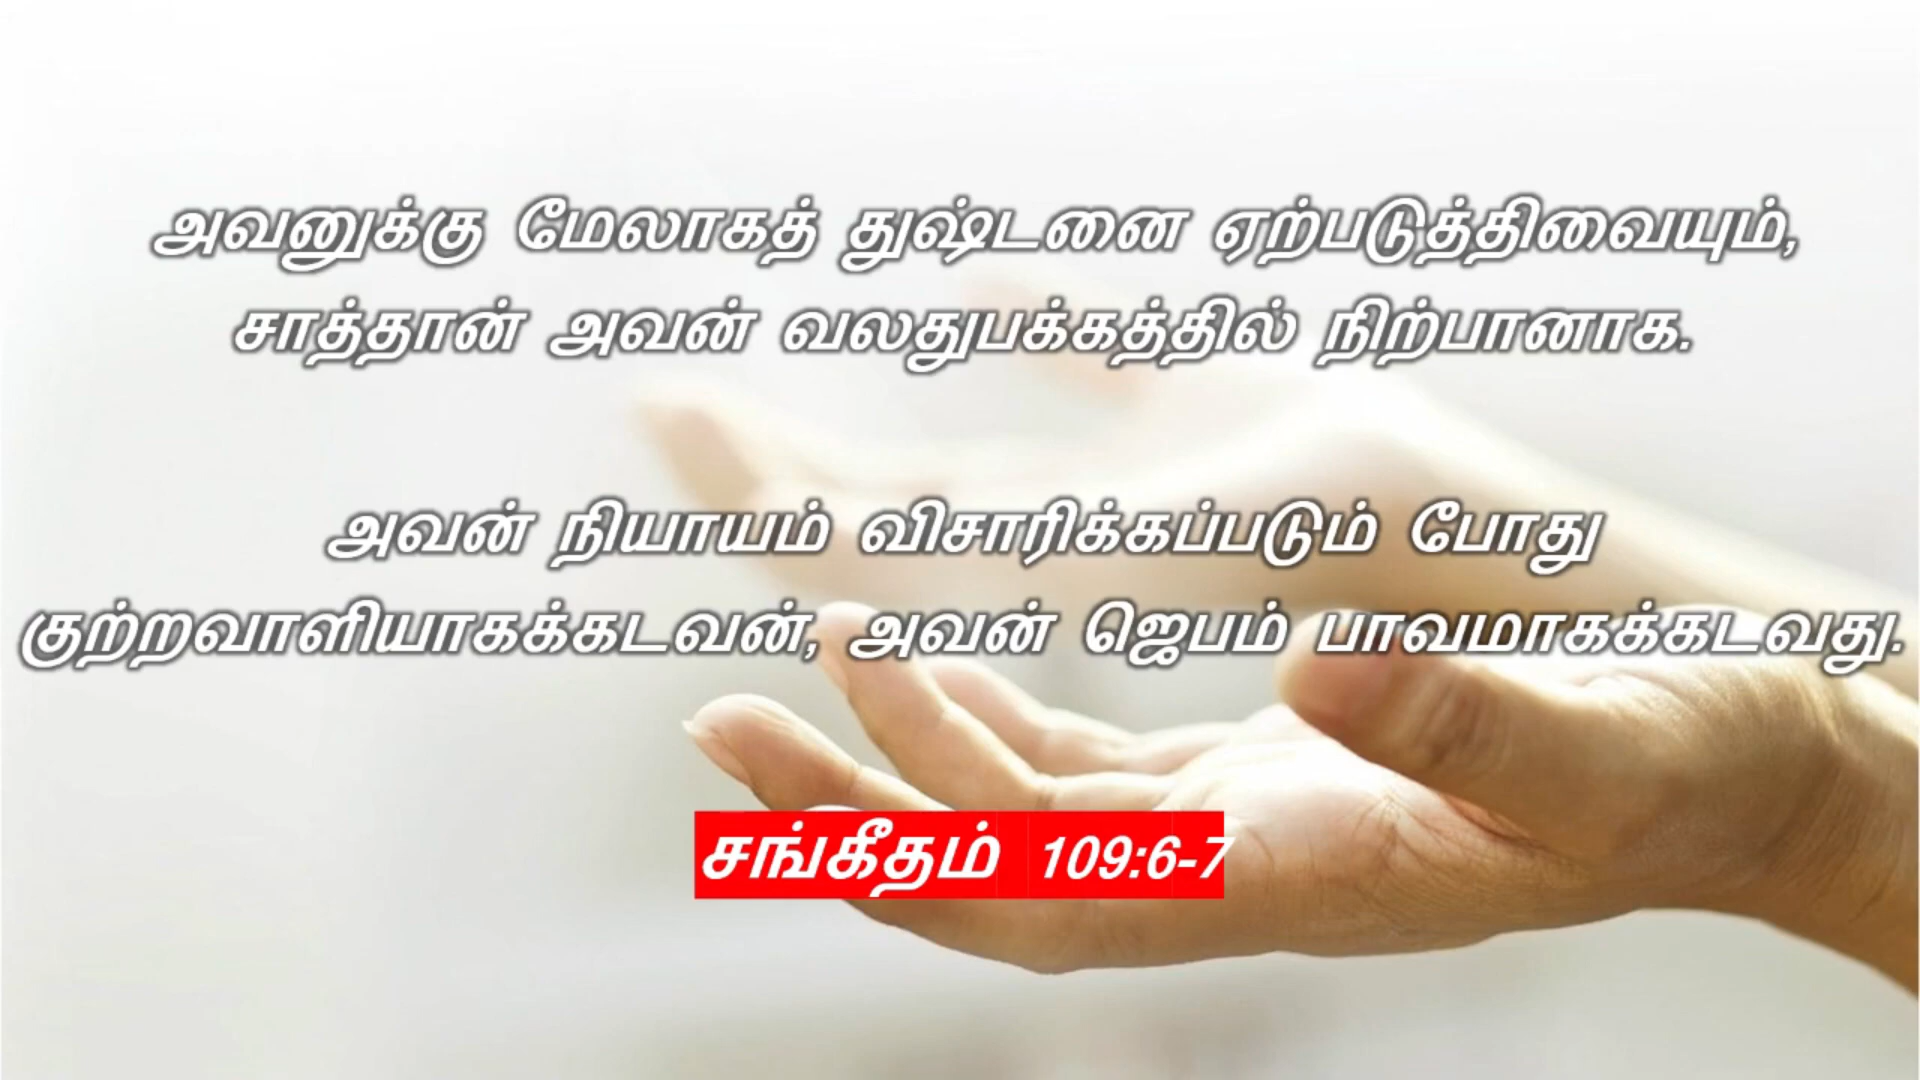 அவனுக்கு மேலாகத் துஷ்டனை ஏற்படுத்திவையும்,
சாத்தான் அவன் வலதுபக்கத்தில் நிற்பானாக.
அவன் நியாயம் விசாரிக்கப்படும் போது
குற்றவாளியாகக்கடவன், அவன் ஜெபம் பாவமாகக்கடவது.
சங்கீதம் 109:6-7